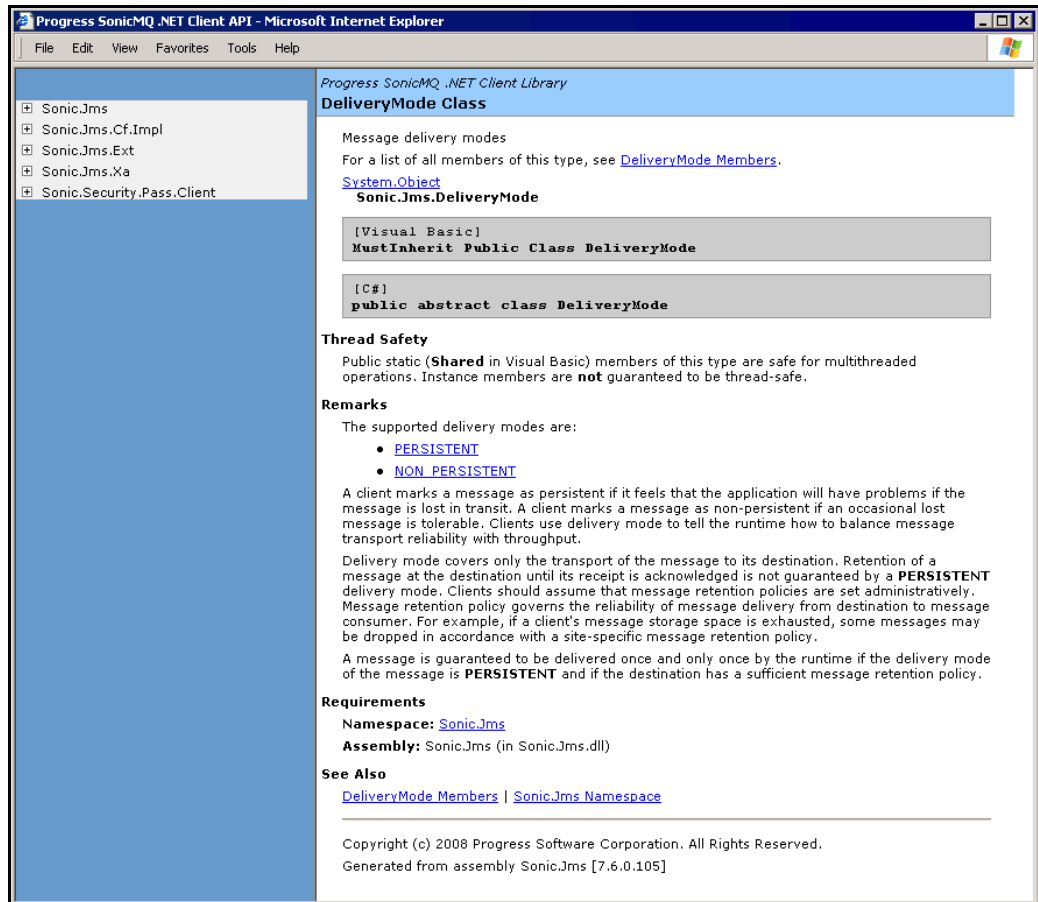 Progress SonicMQ .NET Client API - Microsoft Internet Explorer
File Edit View Favorites Tools Help
Sonic.Jms
Sonic.Jms.Cf.Impl
Sonic.Jms.Ext
Sonic.Jms.Xa
Sonic.Security.Pass.Client
Progress SonicMQ .NET Client Library
DeliveryMode Class
Message delivery modes
For a list of all members of this type, see DeliveryMode Members.
System.Object
Sonic.Jms.DeliveryMode
[Visual Basic]
MustInherit Public Class DeliveryMode
[C#]
public abstract class DeliveryMode
Thread Safety
Public static (Shared in Visual Basic) members of this type are safe for multithreaded
operations. Instance members are not guaranteed to be thread-safe.
Remarks
The supported delivery modes are:
• PERSISTENT
• NON_PERSISTENT
A client marks a message as persistent if it feels that the application will have problems if the
message is lost in transit. A client marks a message as non-persistent if an occasional lost
message is tolerable. Clients use delivery mode to tell the runtime how to balance message
transport reliability with throughput.
Delivery mode covers only the transport of the message to its destination. Retention of a
message at the destination until its receipt is acknowledged is not guaranteed by a PERSISTENT
delivery mode. Clients should assume that message retention policies are set administratively.
Message retention policy governs the reliability of message delivery from destination to message
consumer. For example, if a client's message storage space is exhausted, some messages may
be dropped in accordance with a site-specific message retention policy.
A message is guaranteed to be delivered once and only once by the runtime if the delivery mode
of the message is PERSISTENT and if the destination has a sufficient message retention policy.
Requirements
Namespace: Sonic.Jms
Assembly: Sonic.Jms (in Sonic.Jms.dll)
See Also
DeliveryMode Members | Sonic.Jms Namespace
Copyright (c) 2008 Progress Software Corporation. All Rights Reserved.
Generated from assembly Sonic.Jms [7.6.0.105]